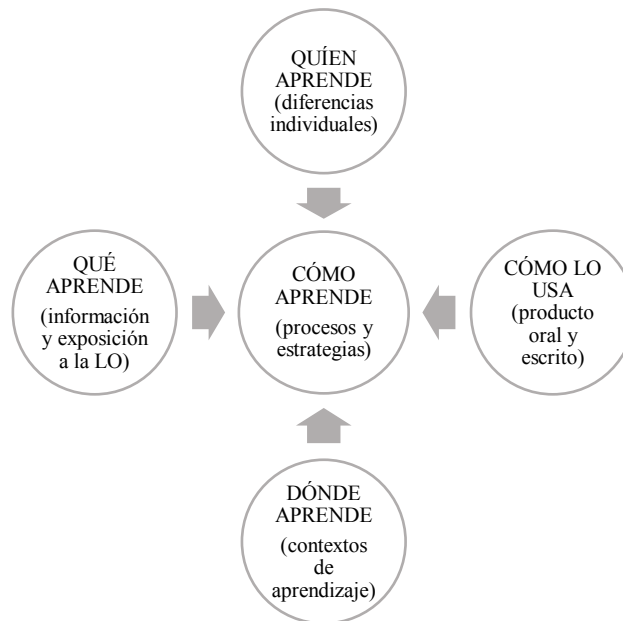 QUÍEN
APRENDE
(diferencias
individuales)
QUÉ
APRENDE
(información
y exposición
a la LO)
CÓMO
APRENDE
(procesos y
estrategias)
CÓMO LO
USA
(producto
oral y
escrito)
DÓNDE
APRENDE
(contextos
de
aprendizaje)